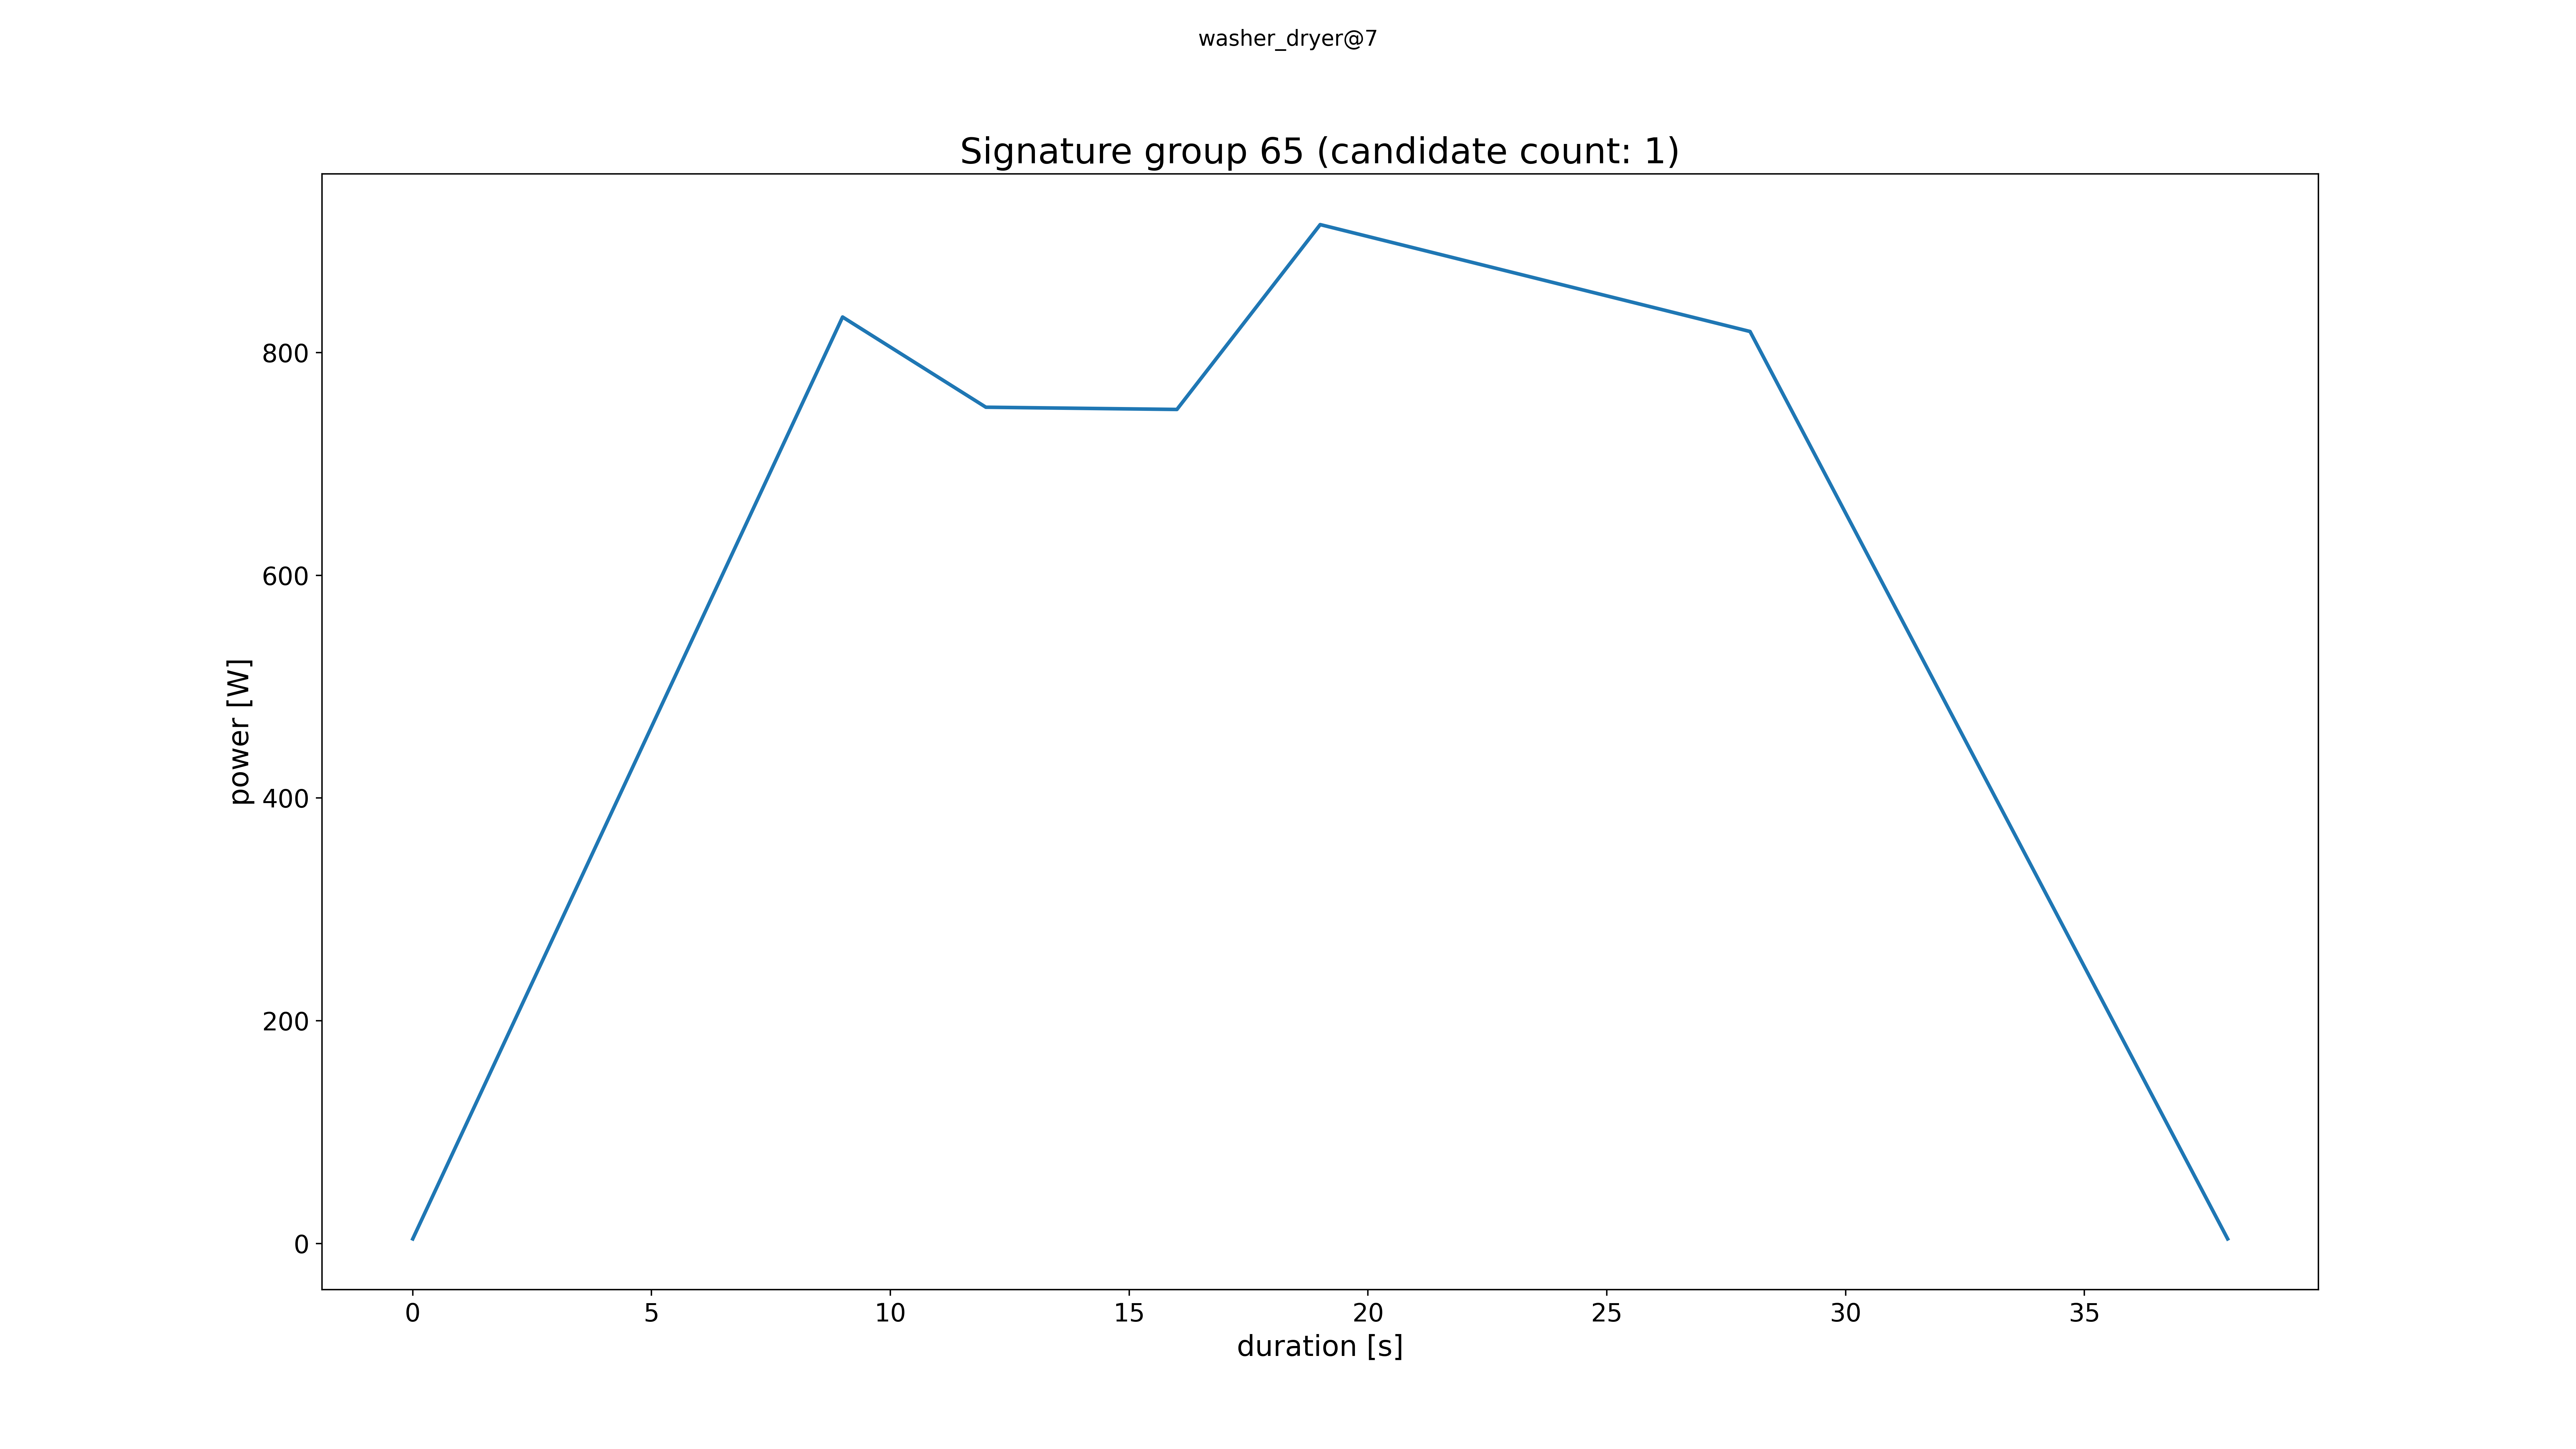 washer_dryer@7
Signature group 65 (candidate count: 1)
800
600
400
200
0
power [W]
0 5 10 15 20 25 30 35
duration [s]